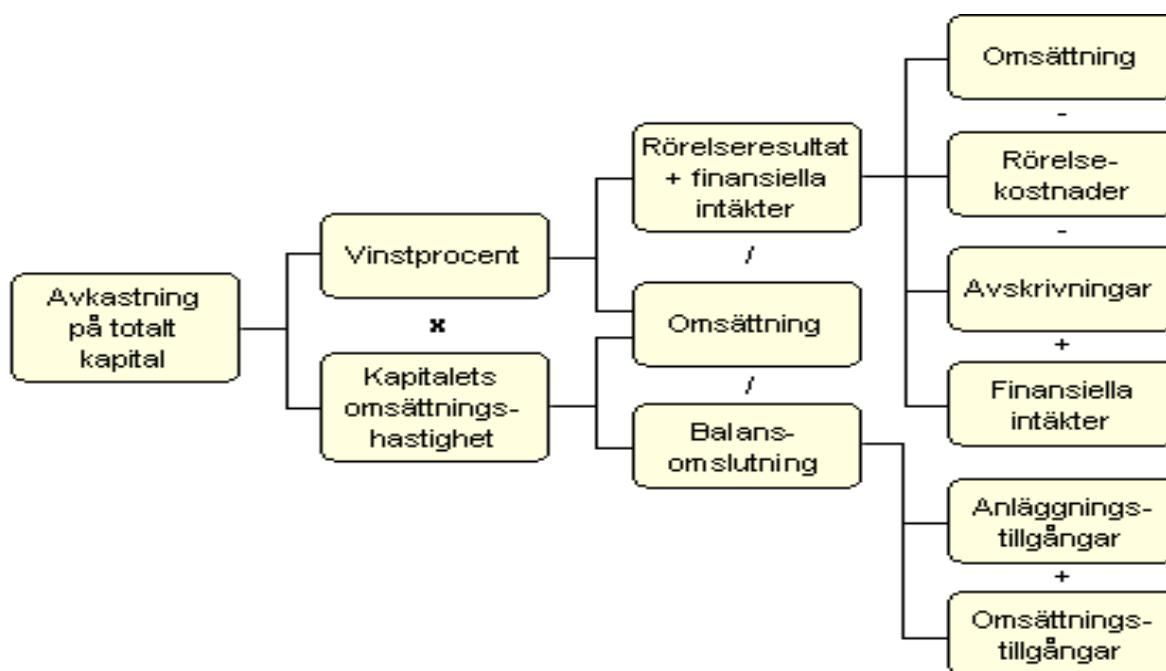 Avkastning
på totalt
kapital
Vinstprocent
x
Kapitalets
omsättnings-
hastighet
Rörelseresultat
+ finansiella
intäkter
/
Omsättning
/
Balans-
omslutning
Omsättning
-
Rörelse-
kostnader
-
Avskrivningar
+
Finansiella
intäkter
Anläggnings-
tillgångar
+
Omsättnings-
tillgångar